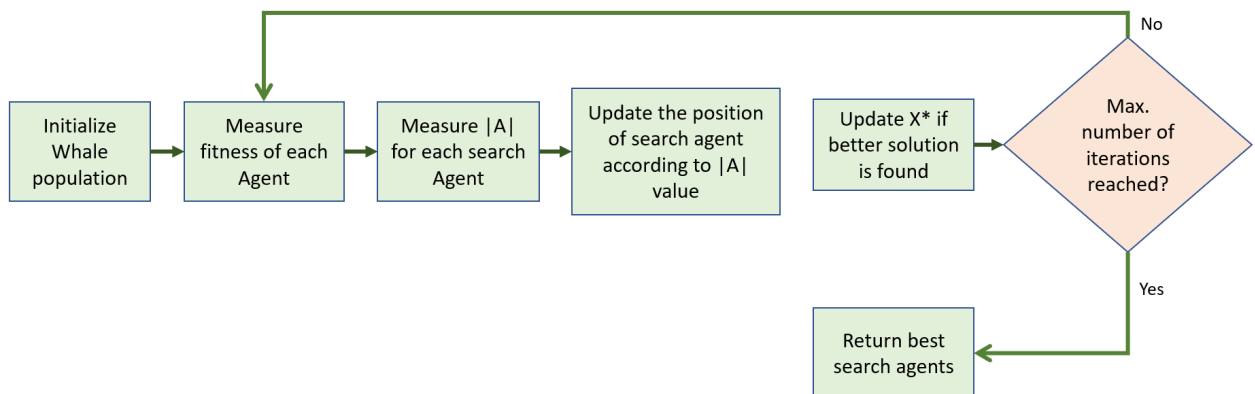 No
Initialize
Whale
population
Measure
fitness of each
Agent
Measure |A|
for each search
Agent
Update the position
of search agent
according to |A|
value
Update X* if
better solution
is found
Max.
number of
iterations
reached?
Yes
Return best
search agents